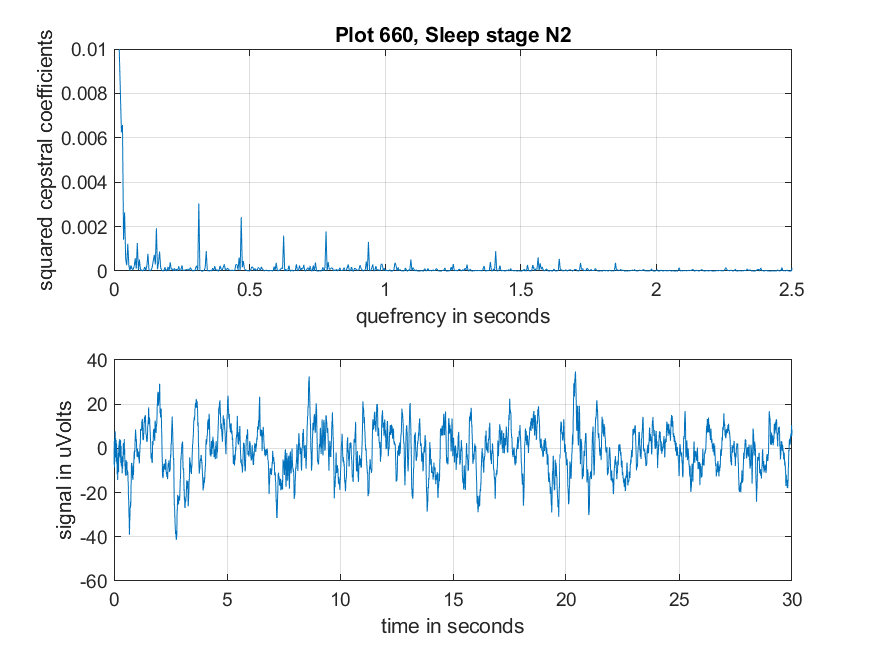 Plot 660, Sleep stage N2
squared cepstral coefficients
0.01
0.008
0.006
0.004
0.002
0
0 0.5 1 1.5 2 2.5
quefrency in seconds
signal in uVolts
40
20
0
-20
-40
-60
0 5 10 15 20 25 30
time in seconds